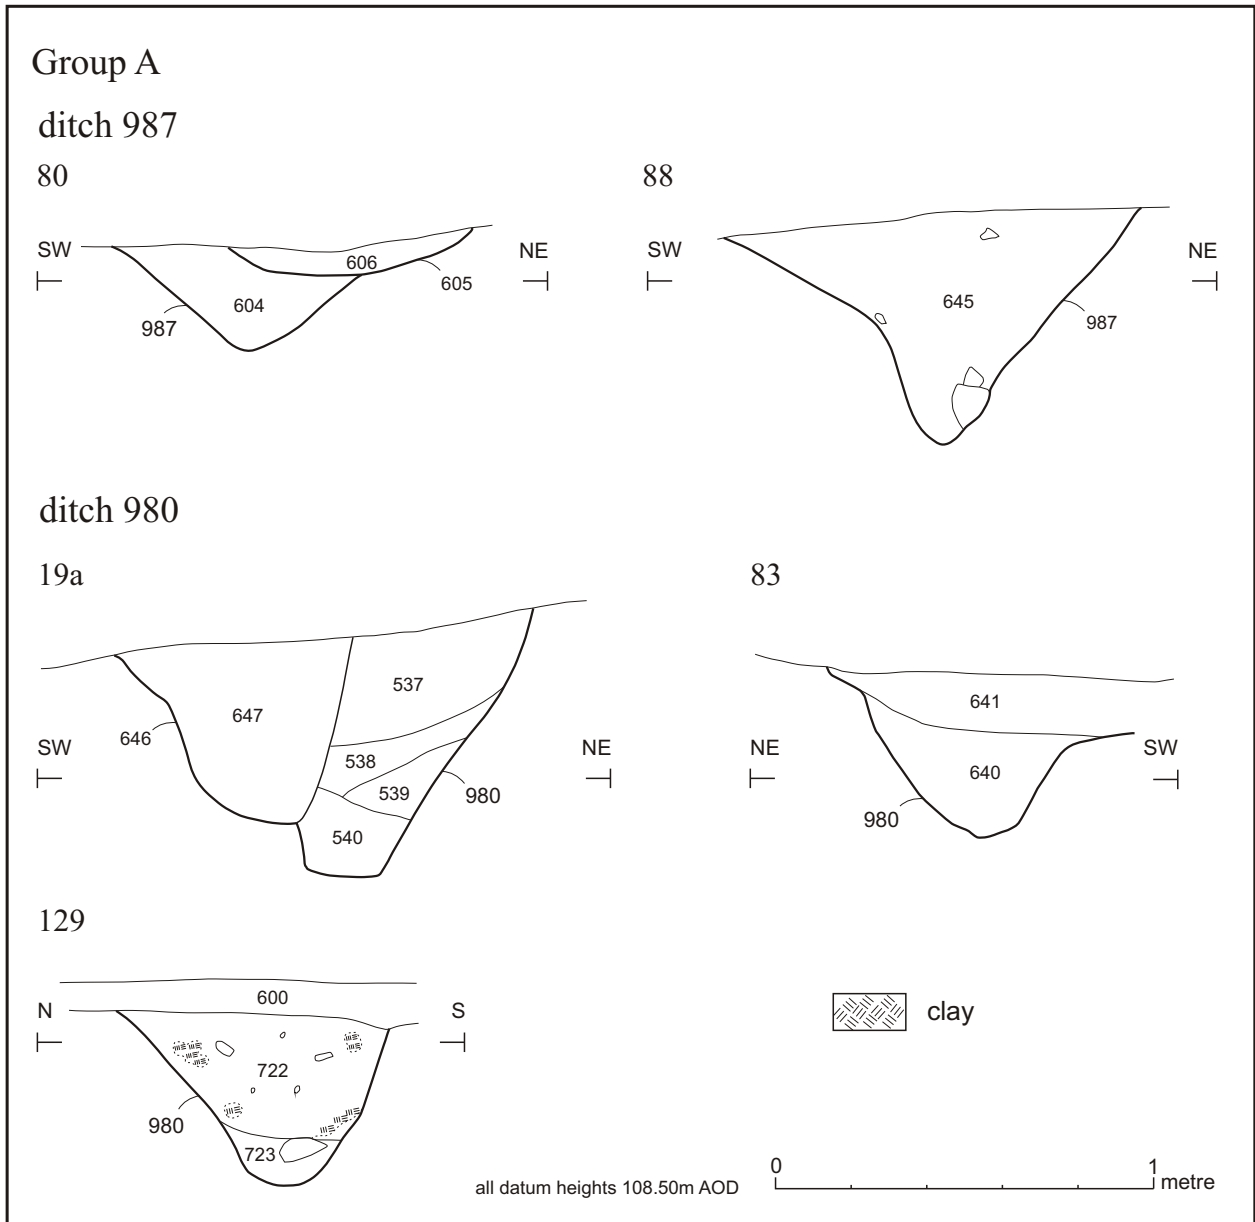 Group A
ditch 987
80
88
SW
NE
606
605
604
987
SW
NE
645
987
ditch 980
19a
83
537
647
646
538
539
980
540
SW
NE
641
640
980
NE
SW
129
600
N
S
722
980
723
clay
all datum heights 108.50m AOD
0
1
metre